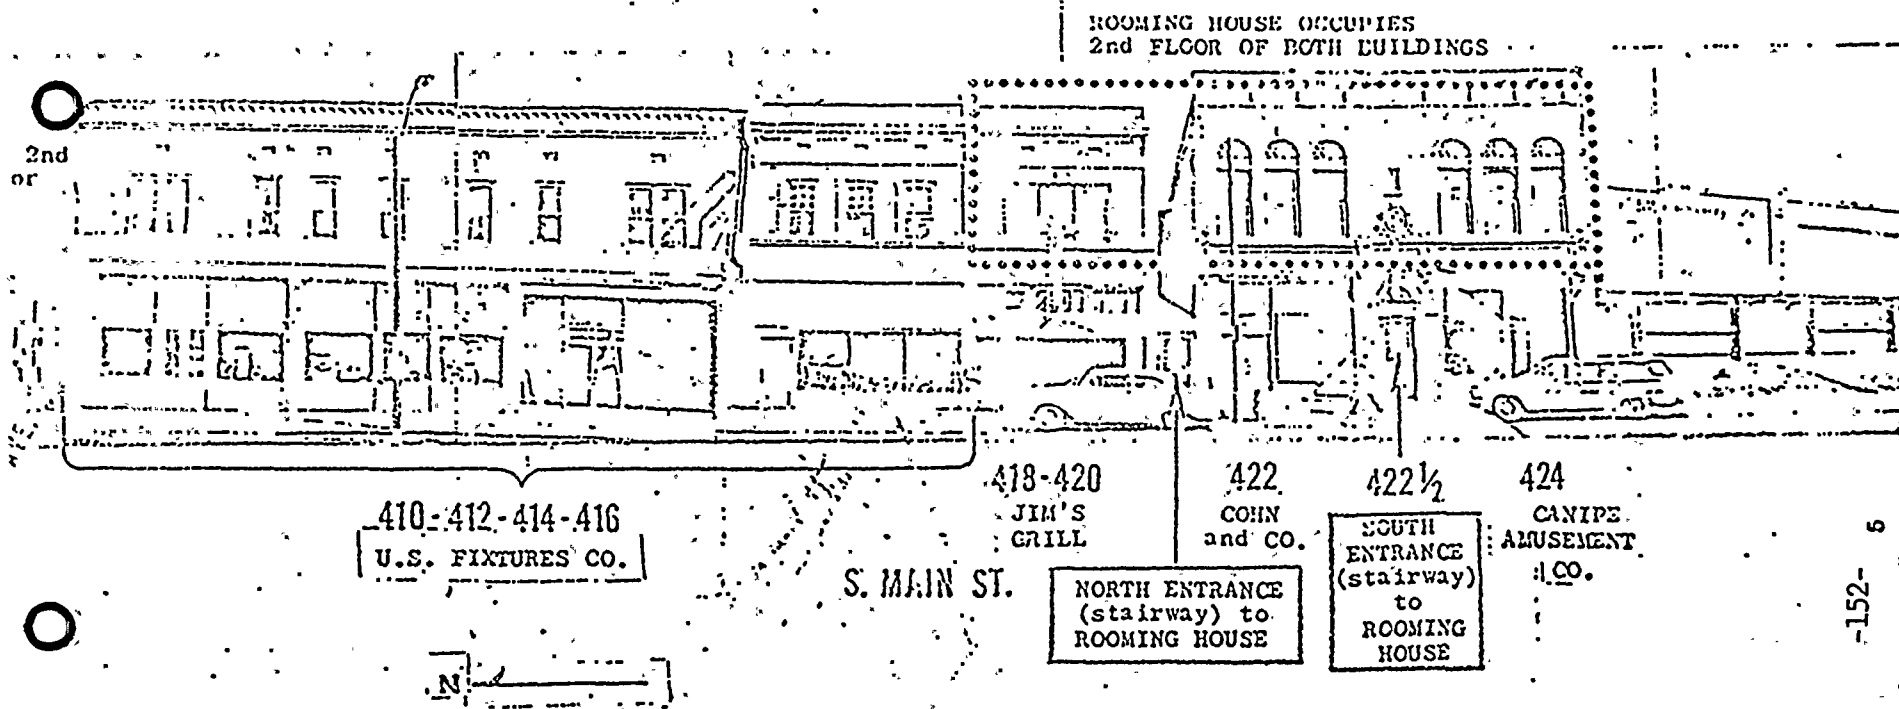 ROOMING HOUSE OCCUPIES
2nd FLOOR OF BOTH BUILDINGS
2nd
or
410-412-414-416
U.S. FIXTURES CO.
418-420
JIM'S
GRILL
422
COHN
and CO.
422½
SOUTH
ENTRANCE
(stairway)
to
ROOMING
HOUSE
424
CANIPE
AMUSEMENT
CO.
S. MAIN ST.
NORTH ENTRANCE
(stairway) to
ROOMING HOUSE
N
-152-
5